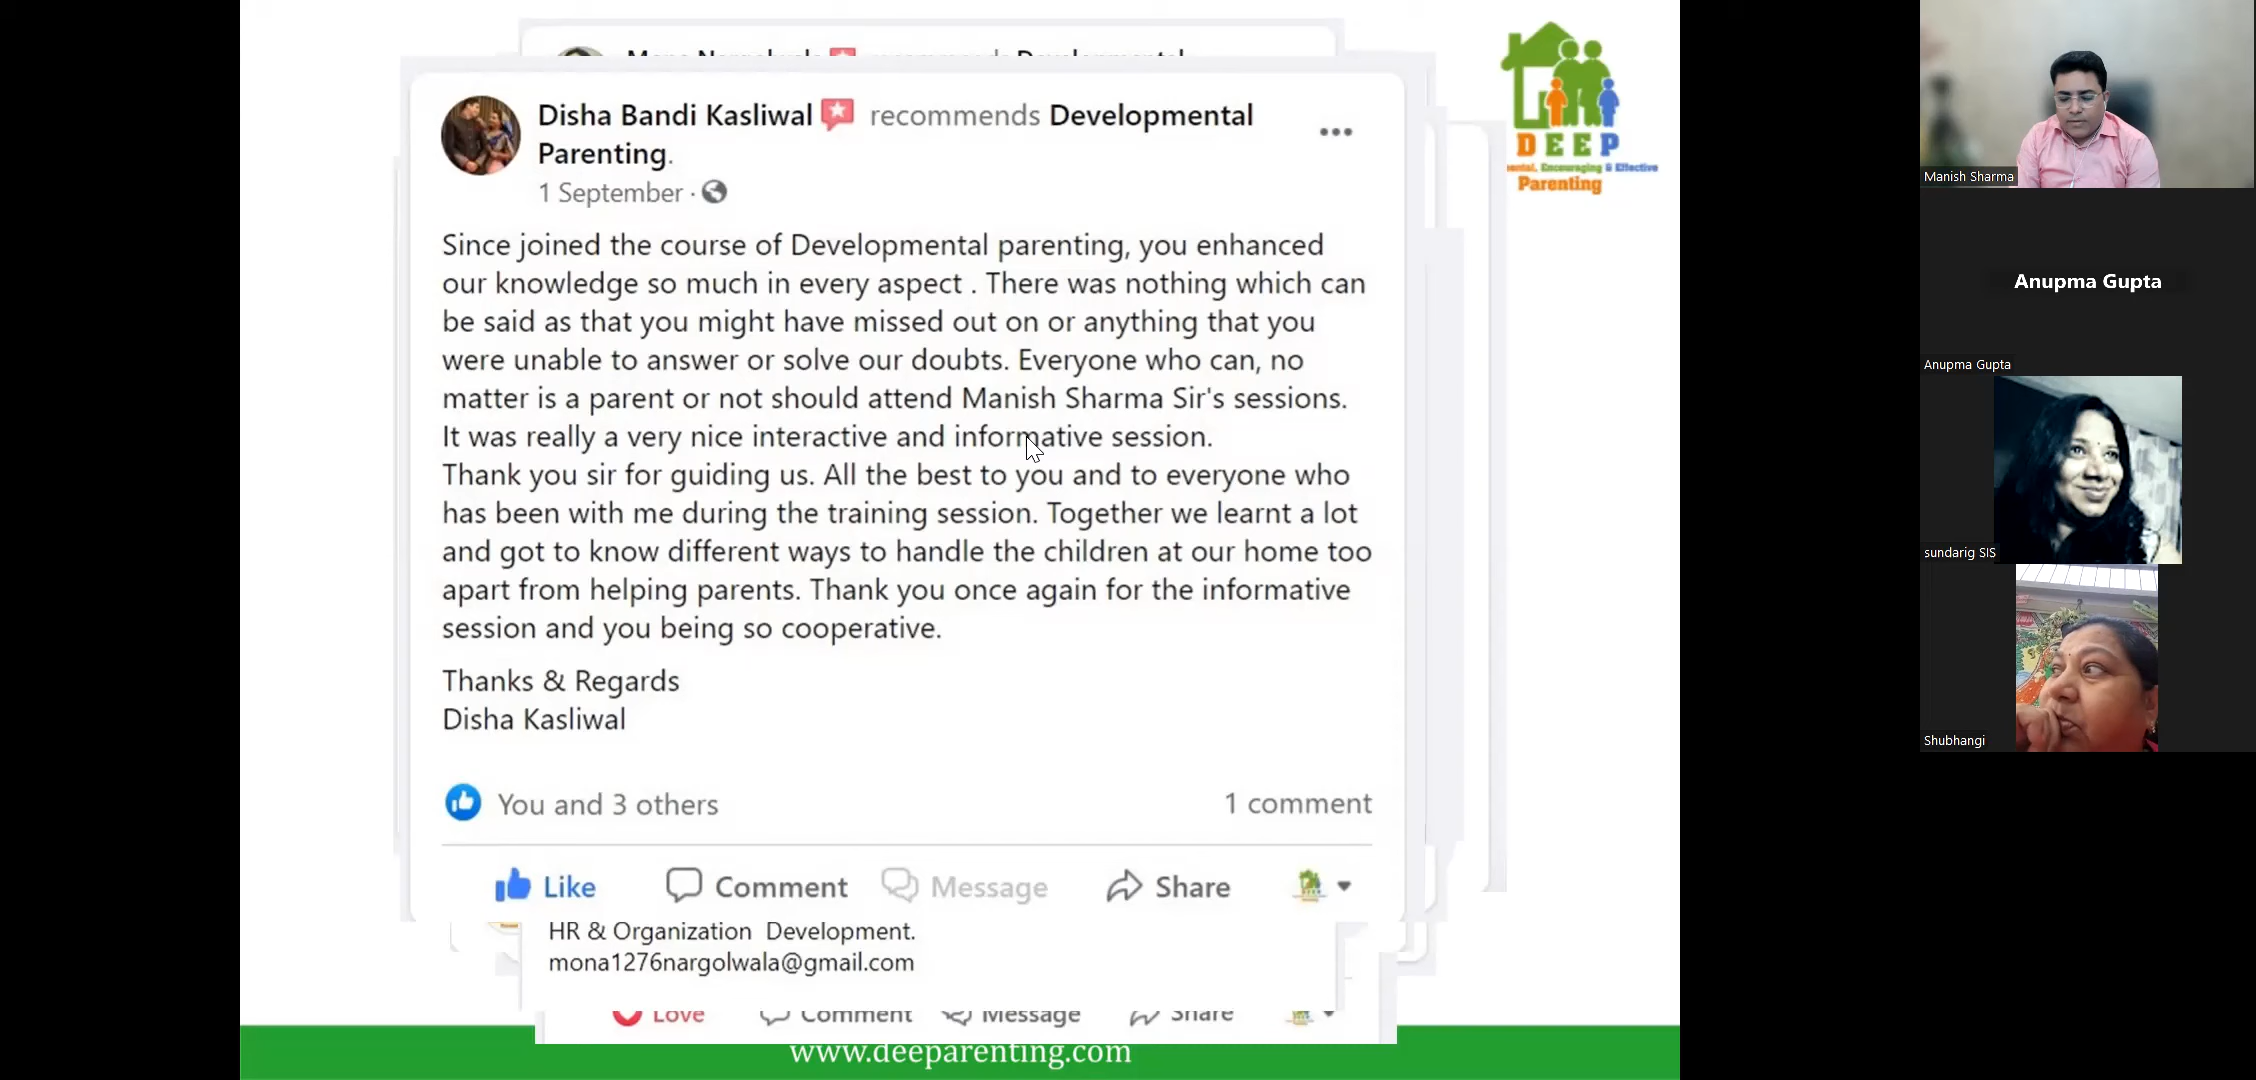 Disha Bandi Kasliwal recommends Developmental
Parenting.
1 September ·
Since joined the course of Developmental parenting, you enhanced
our knowledge so much in every aspect . There was nothing which can
be said as that you might have missed out on or anything that you
were unable to answer or solve our doubts. Everyone who can, no
matter is a parent or not should attend Manish Sharma Sir's sessions.
It was really a very nice interactive and informative session.
Thank you sir for guiding us. All the best to you and to everyone who
has been with me during the training session. Together we learnt a lot
and got to know different ways to handle the children at our home too
apart from helping parents. Thank you once again for the informative
session and you being so cooperative.
Thanks & Regards
Disha Kasliwal
You and 3 others
1 comment
Like
Comment
Message
Share
HR & Organization Development.
mona1276nargolwala@gmail.com
Love
Comment
Message
Share
www.deeparenting.com
DEEP
Encouraging & Effective
Parenting
Manish Sharma
Anupma Gupta
Anupma Gupta
sundarig SIS
Shubhangi